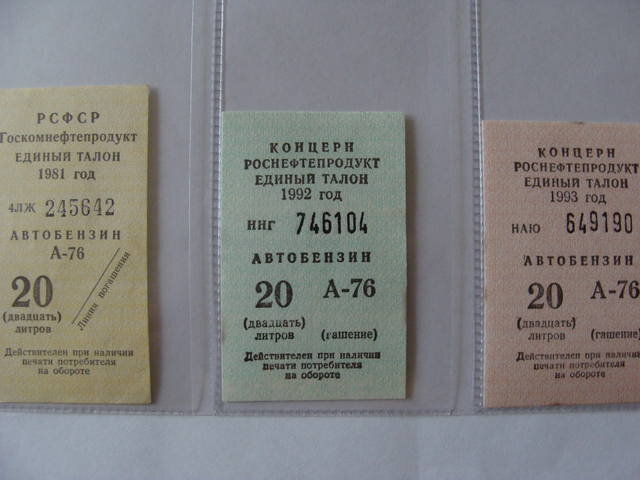 РСФСР
Госкомнефтепродукт
ЕДИНЫЙ ТАЛОН
1981 год
4ЛЖ 245642
АВТОБЕНЗИН
А-76
20
(двадцать)
литров
Линия погашения
Действителен при наличии
печати потребителя
на обороте
КОНЦЕРН
РОСНЕФТЕПРОДУКТ
ЕДИНЫЙ ТАЛОН
1992 год
ННГ 746104
АВТОБЕНЗИН
20 А-76
(двадцать)
литров (гашение)
Действителен при наличии
печати потребителя
на обороте
КОНЦЕРН
РОСНЕФТЕПРОДУКТ
ЕДИНЫЙ ТАЛОН
1993 год
НАЮ 649190
АВТОБЕНЗИН
20 А-76
(двадцать)
литров (гашение)
Действителен при наличии
печати потребителя
на обороте